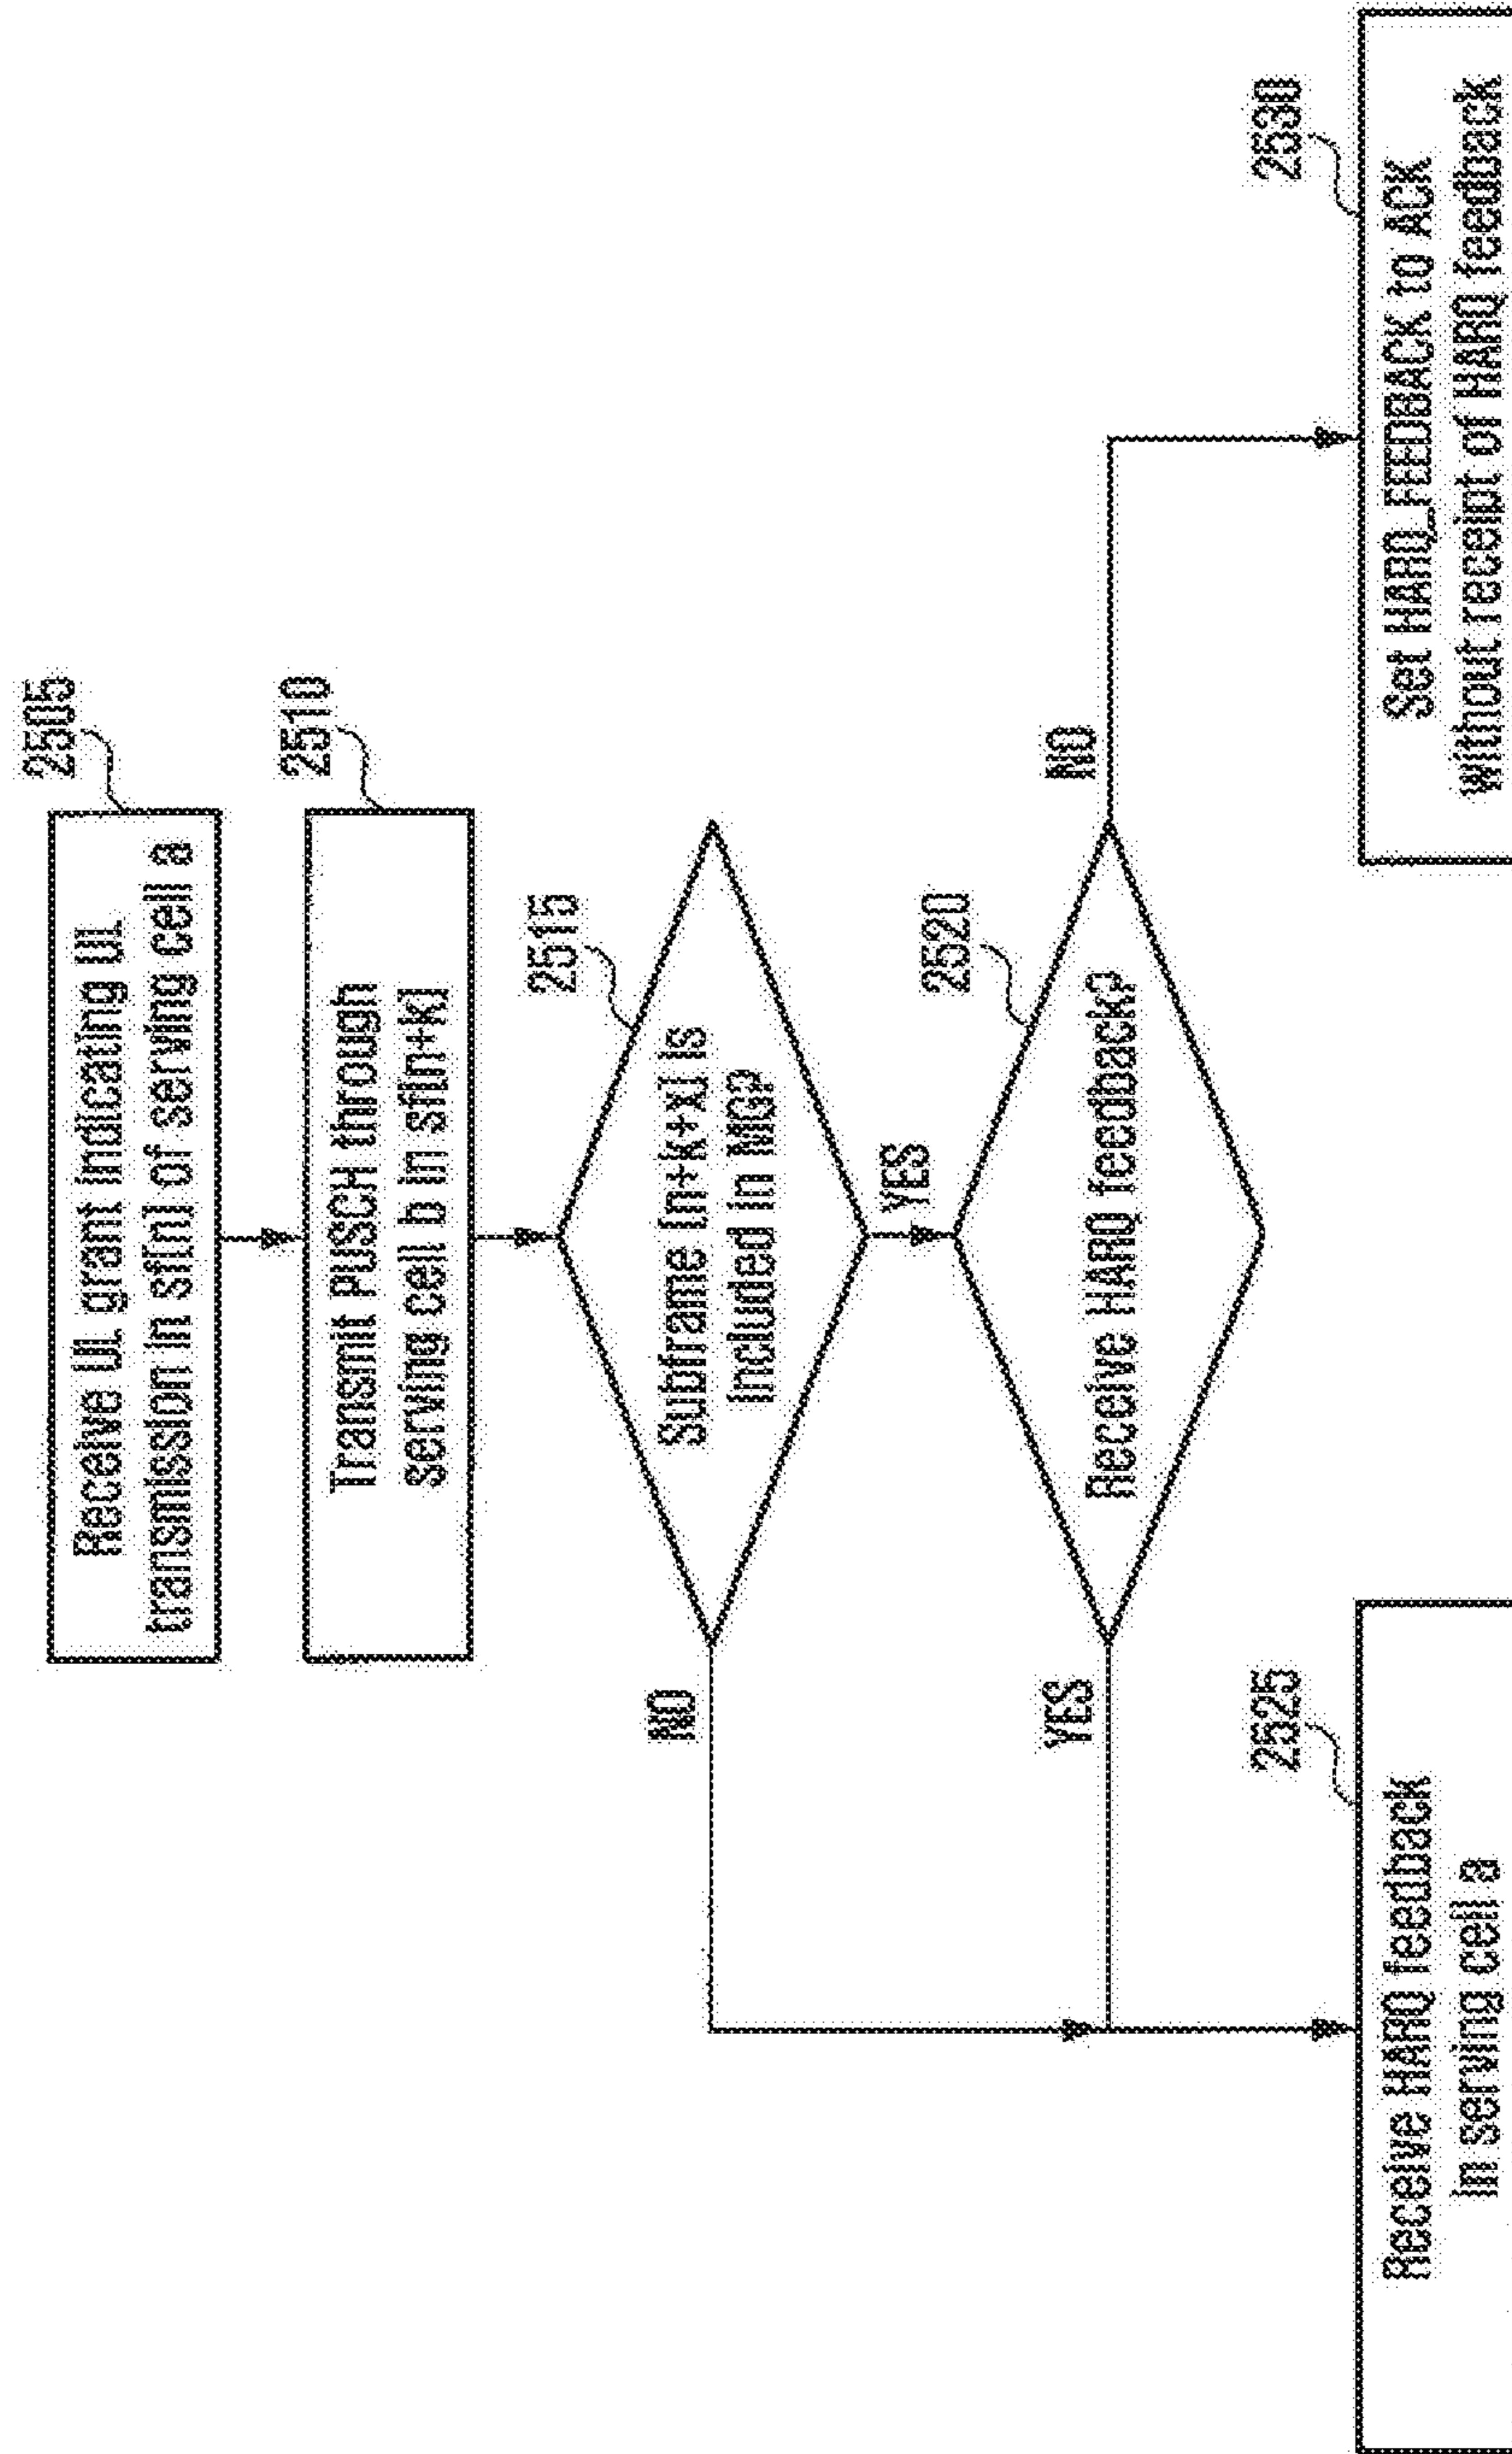 2505
Receive UL grant indicating UL
transmission in sf[n] of serving cell a
2510
Transmit PUSCH through
serving cell b in sf[n+k]
2515
Subframe [n+k+x] is
included in MGP
NO
YES
2520
Receive HARQ feedback?
YES
NO
2525
Receive HARQ feedback
in serving cell a
2530
Set HARQ_FEEDBACK to ACK
without receipt of HARQ feedback